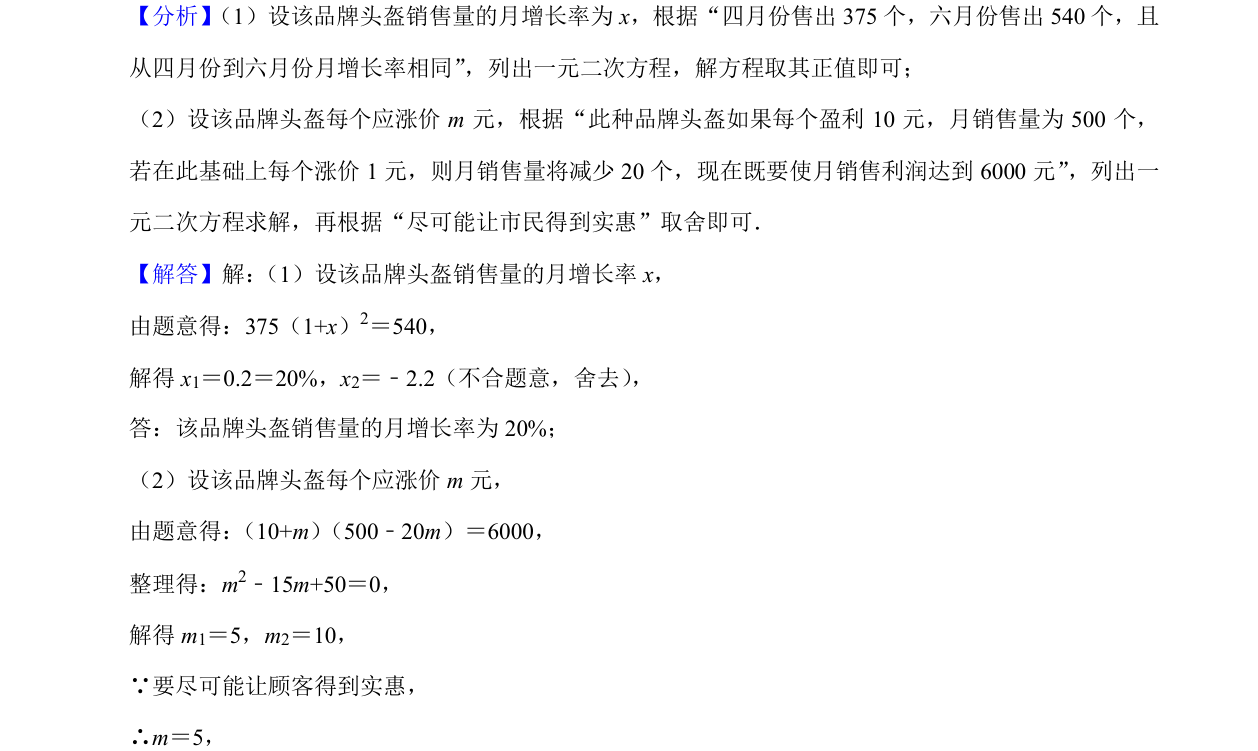 【分析】（1）设该品牌头盔销售量的月增长率为 x，根据“四月份售出 375 个，六月份售出 540 个，且
从四月份到六月份月增长率相同”，列出一元二次方程，解方程取其正值即可；
（2）设该品牌头盔每个应涨价 m 元，根据“此种品牌头盔如果每个盈利 10 元，月销售量为 500 个，
若在此基础上每个涨价 1 元，则月销售量将减少 20 个，现在既要使月销售利润达到 6000 元”，列出一
元二次方程求解，再根据“尽可能让市民得到实惠”取舍即可．
【解答】解：（1）设该品牌头盔销售量的月增长率 x，
由题意得：375（1+x）²＝540，
解得 x₁＝0.2＝20%，x₂＝﹣2.2（不合题意，舍去），
答：该品牌头盔销售量的月增长率为 20%；
（2）设该品牌头盔每个应涨价 m 元，
由题意得：（10+m）（500﹣20m）＝6000，
整理得：m²﹣15m+50＝0，
解得 m₁＝5，m₂＝10，
∵要尽可能让顾客得到实惠，
∴m＝5，